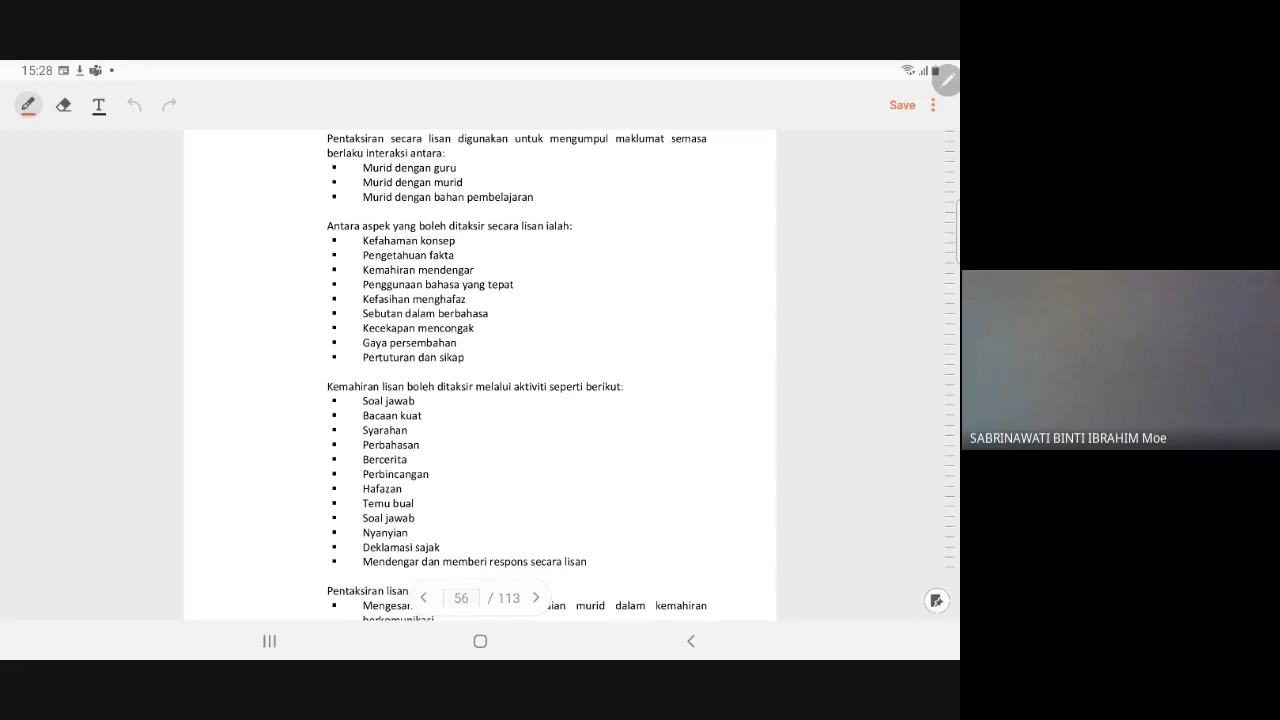 15:28
Save
Pentaksiran secara lisan digunakan untuk mengumpul maklumat semasa
berlaku interaksi antara:
▪ Murid dengan guru
▪ Murid dengan murid
▪ Murid dengan bahan pembelajaran
Antara aspek yang boleh ditaksir secara lisan ialah:
▪ Kefahaman konsep
▪ Pengetahuan fakta
▪ Kemahiran mendengar
▪ Penggunaan bahasa yang tepat
▪ Kefasihan menghafaz
▪ Sebutan dalam berbahasa
▪ Kecekapan mencongak
▪ Gaya persembahan
▪ Pertuturan dan sikap
Kemahiran lisan boleh ditaksir melalui aktiviti seperti berikut:
▪ Soal jawab
▪ Bacaan kuat
▪ Syarahan
▪ Perbahasan
▪ Bercerita
▪ Perbincangan
▪ Hafazan
▪ Temu bual
▪ Soal jawab
▪ Nyanyian
▪ Deklamasi sajak
▪ Mendengar dan memberi respons secara lisan
Pentaksiran lisan
56 / 113
▪ murid dalam kemahiran
berkomunikasi
SABRINAWATI BINTI IBRAHIM Moe